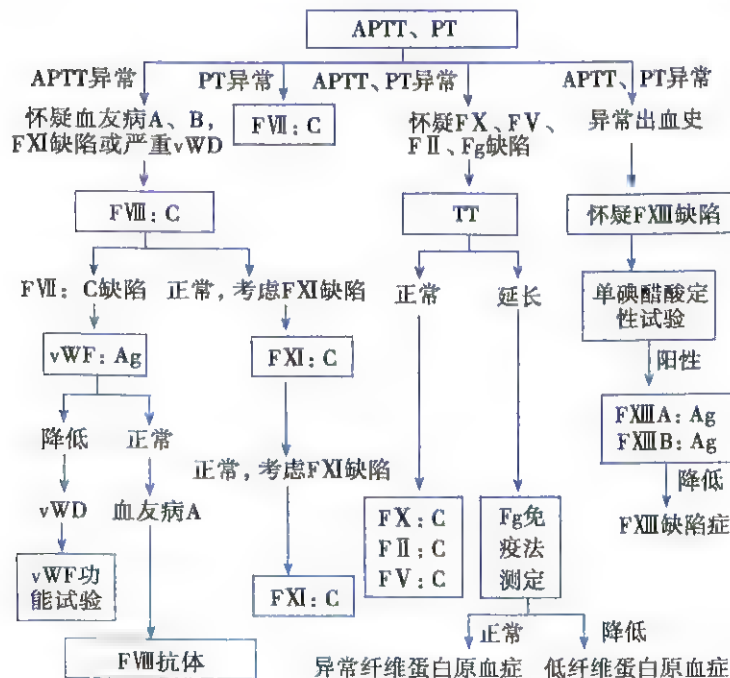 APTT、PT
APTT异常
PT异常
APTT、PT异常
APTT、PT异常
怀疑血友病A、B,
FⅪ缺陷或严重vWD
FⅦ：C
怀疑FⅩ、FⅤ、
FⅡ、Fg缺陷
异常出血史
FⅧ：C
TT
怀疑FⅩⅢ缺陷
FⅦ：C缺陷
正常，考虑FⅪ缺陷
正常
延长
单碘醋酸定
性试验
vWF：Ag
FⅪ：C
阳性
FⅩⅢA：Ag
FⅩⅢB：Ag
降低
正常
正常，考虑FⅪ缺陷
降低
vWD
血友病A
FⅩ：C
FⅡ：C
FⅤ：C
Fg免
疫法
测定
FⅩⅢ缺陷症
vWF功
能试验
FⅪ：C
正常
降低
FⅧ抗体
异常纤维蛋白原血症
低纤维蛋白原血症